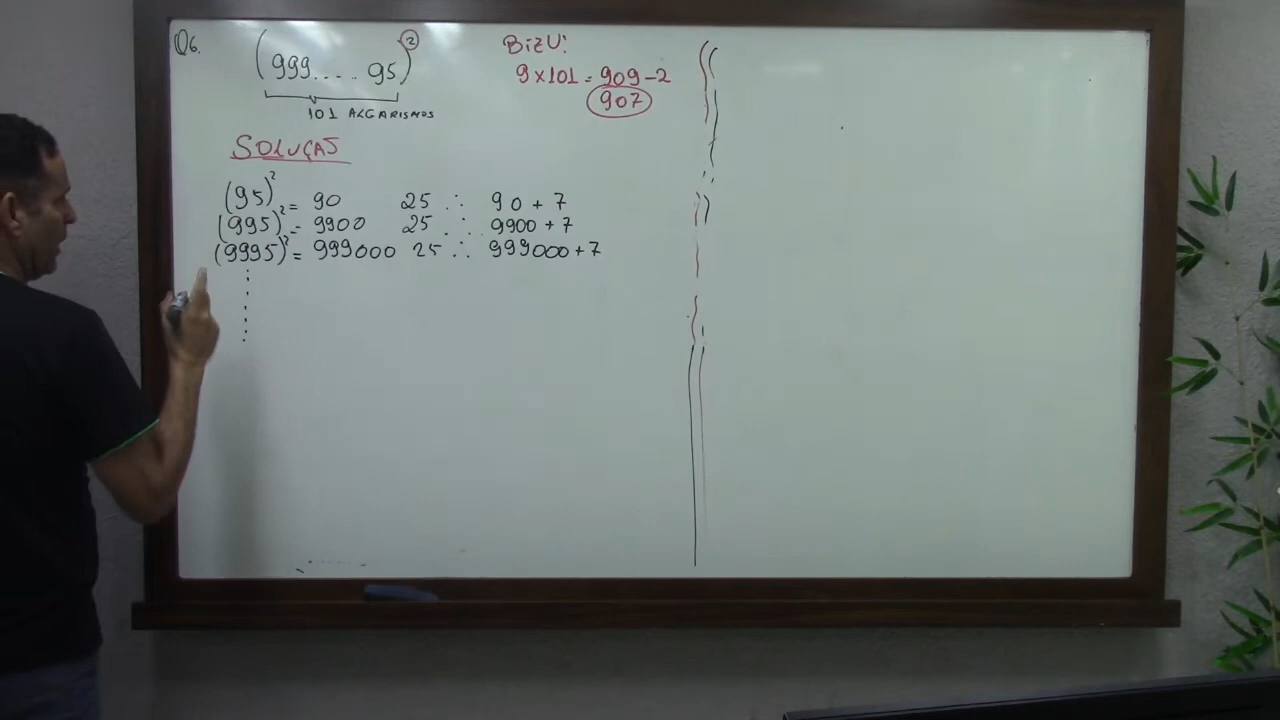 Q6. (999.... 95)²
101 ALGARISMOS
BIZU:
9 x 101 = 909 - 2
907
SOLUÇAS
(95)² = 90 25 ∴ 90 + 7
(995)² = 9900 25 ∴ 9900 + 7
(9995)² = 999000 25 ∴ 999000 + 7